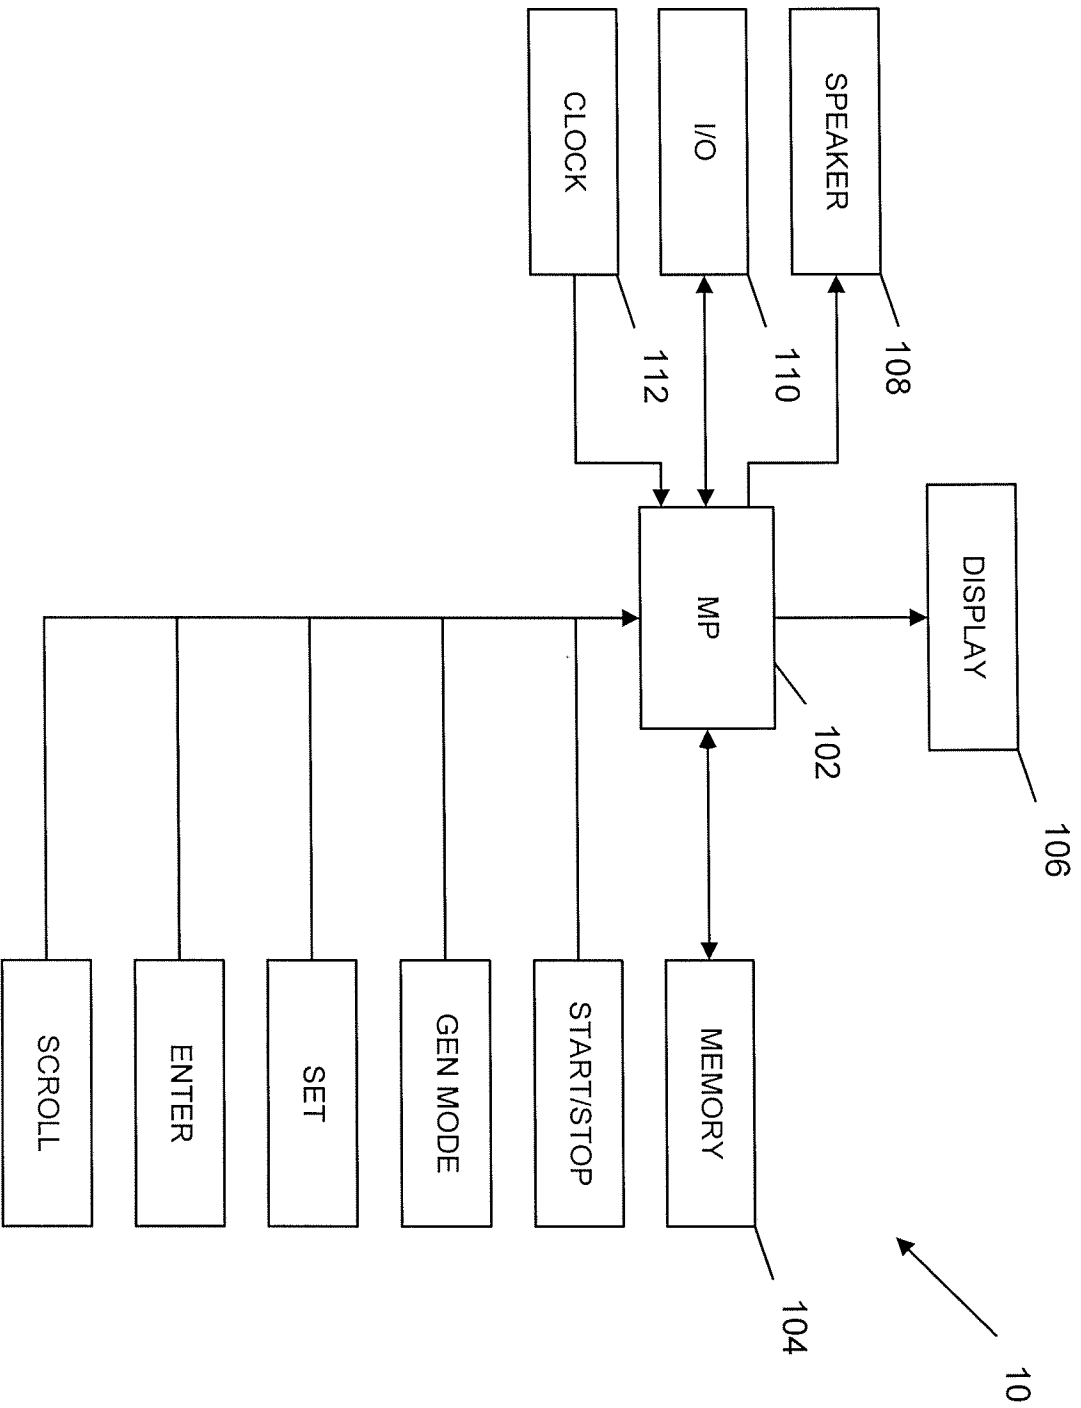 DISPLAY
106
SPEAKER
108
I/O
110
CLOCK
112
MP
102
MEMORY
104
START/STOP
GEN MODE
SET
ENTER
SCROLL
10